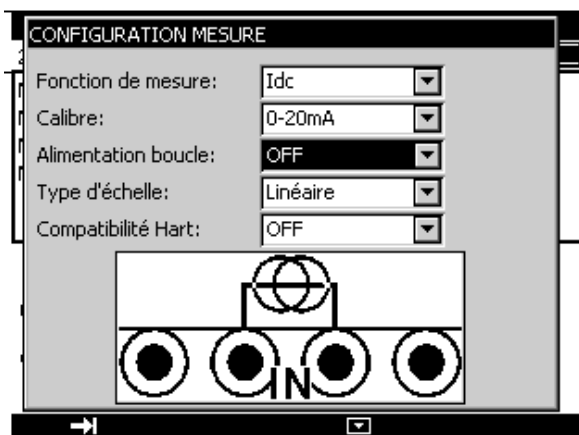 CONFIGURATION MESURE
Fonction de mesure: Idc
Calibre: 0-20mA
Alimentation boucle: OFF
Type d'échelle: Linéaire
Compatibilité Hart: OFF
IN